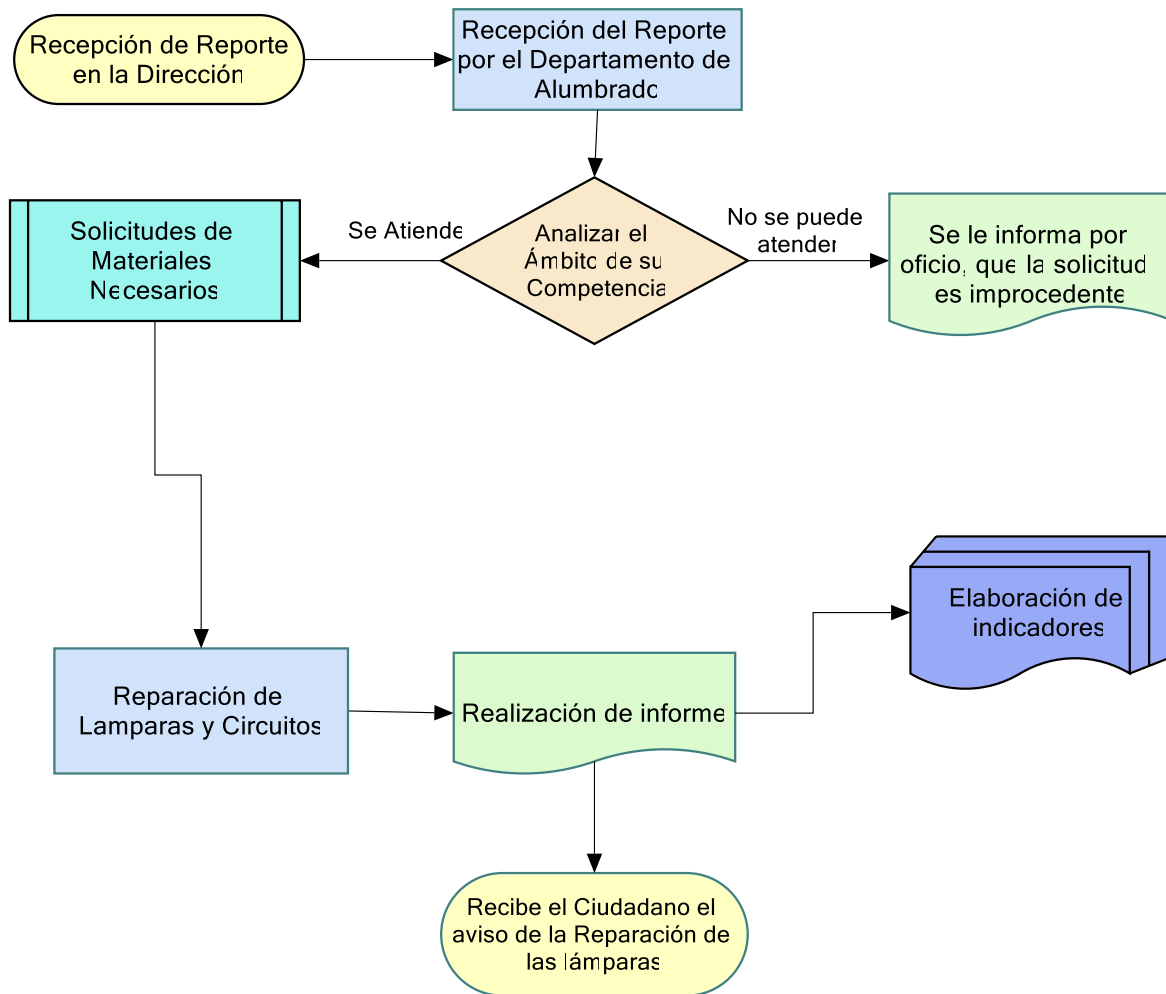 Recepción de Reporte
en la Dirección
Recepción del Reporte
por el Departamento de
Alumbrado
Solicitudes de
Materiales
Necesarios
Se Atiende
Analizar el
Ámbito de su
Competencia
No se puede
atender
Se le informa por
oficio, que la solicitud
es improcedente
Elaboración de
indicadores
Reparación de
Lamparas y Circuitos
Realización de informe
Recibe el Ciudadano el
aviso de la Reparación de
las lámparas